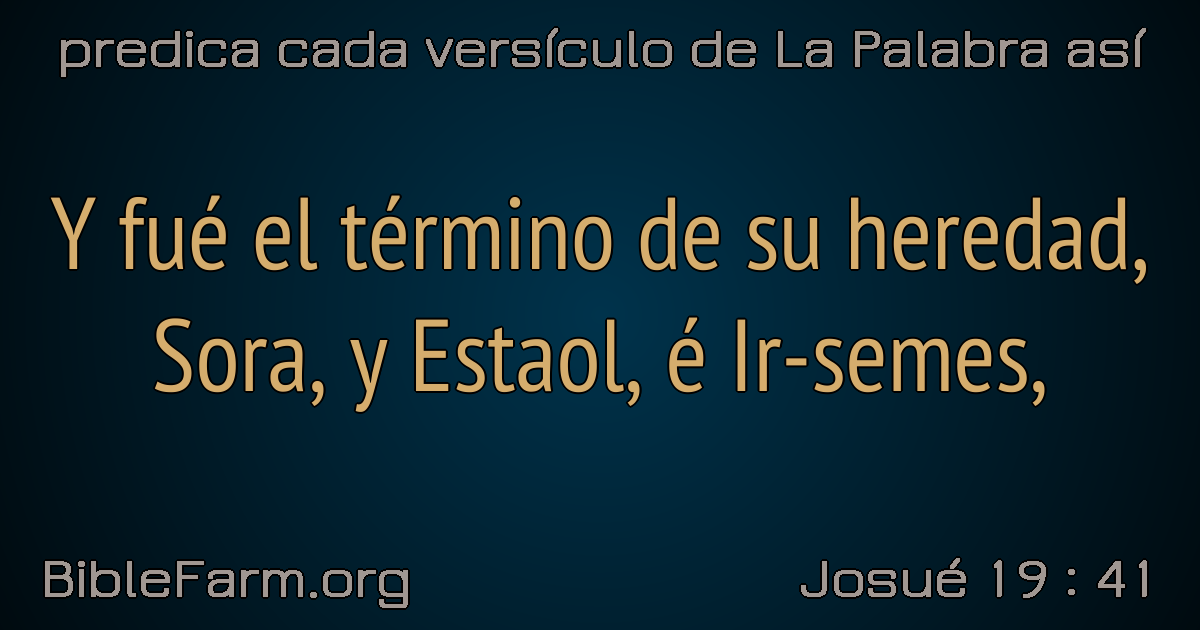 predica cada versículo de La Palabra así
Y fué el término de su heredad,
Sora, y Estaol, é Ir-semes,
BibleFarm.org
Josué 19 : 41